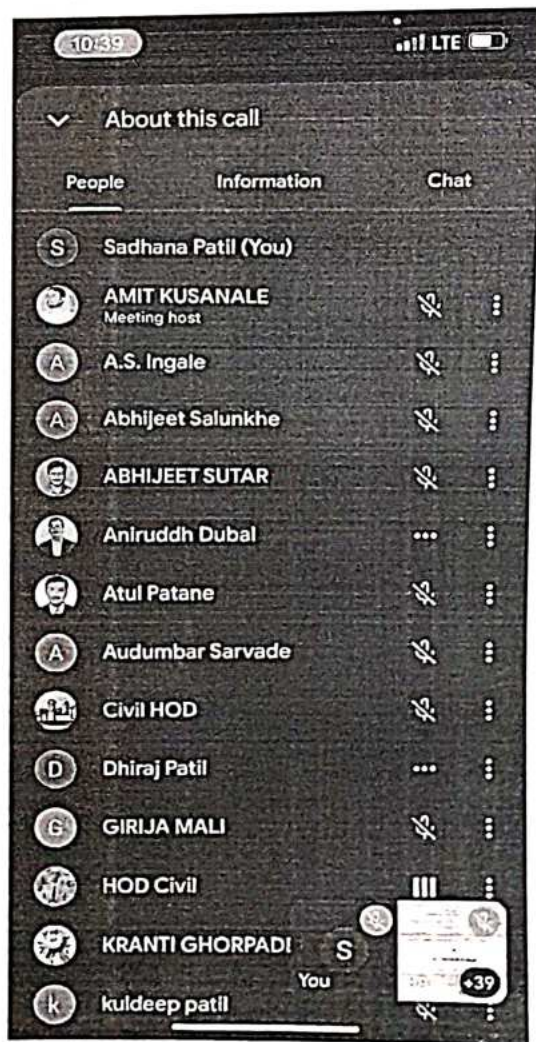 10:39
LTE
About this call
People Information Chat
S Sadhana Patil (You)
AMIT KUSANALE
Meeting host
A A.S. Ingale
A Abhijeet Salunkhe
ABHIJEET SUTAR
Aniruddh Dubal
Atul Patane
A Audumbar Sarvade
Civil HOD
D Dhiraj Patil
G GIRIJA MALI
HOD Civil
KRANTI GHORPADE
S
You
+39
k kuldeep patil